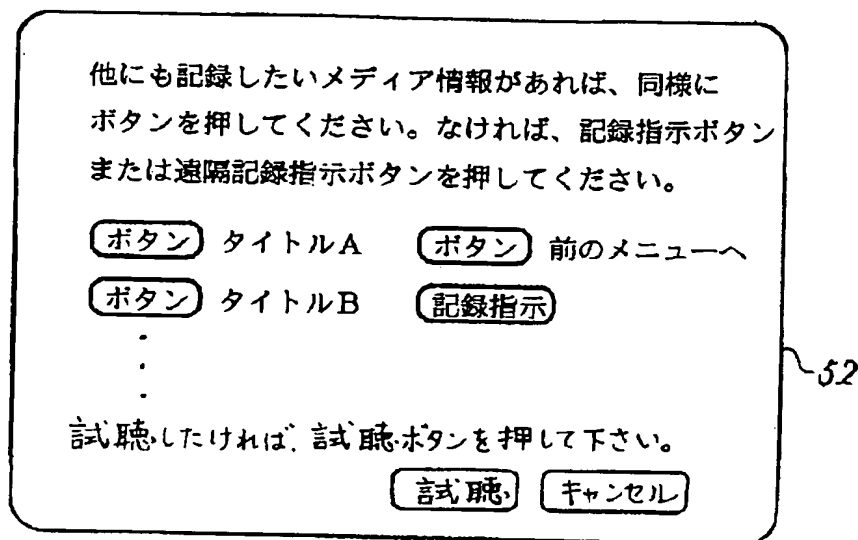 他にも記録したいメディア情報があれば、同様に
ボタンを押してください。なければ、記録指示ボタン
または遠隔記録指示ボタンを押してください。
ボタン タイトルA ボタン 前のメニューへ
ボタン タイトルB 記録指示
・
・
・
52
試聴したければ、試聴ボタンを押して下さい。
試聴 キャンセル